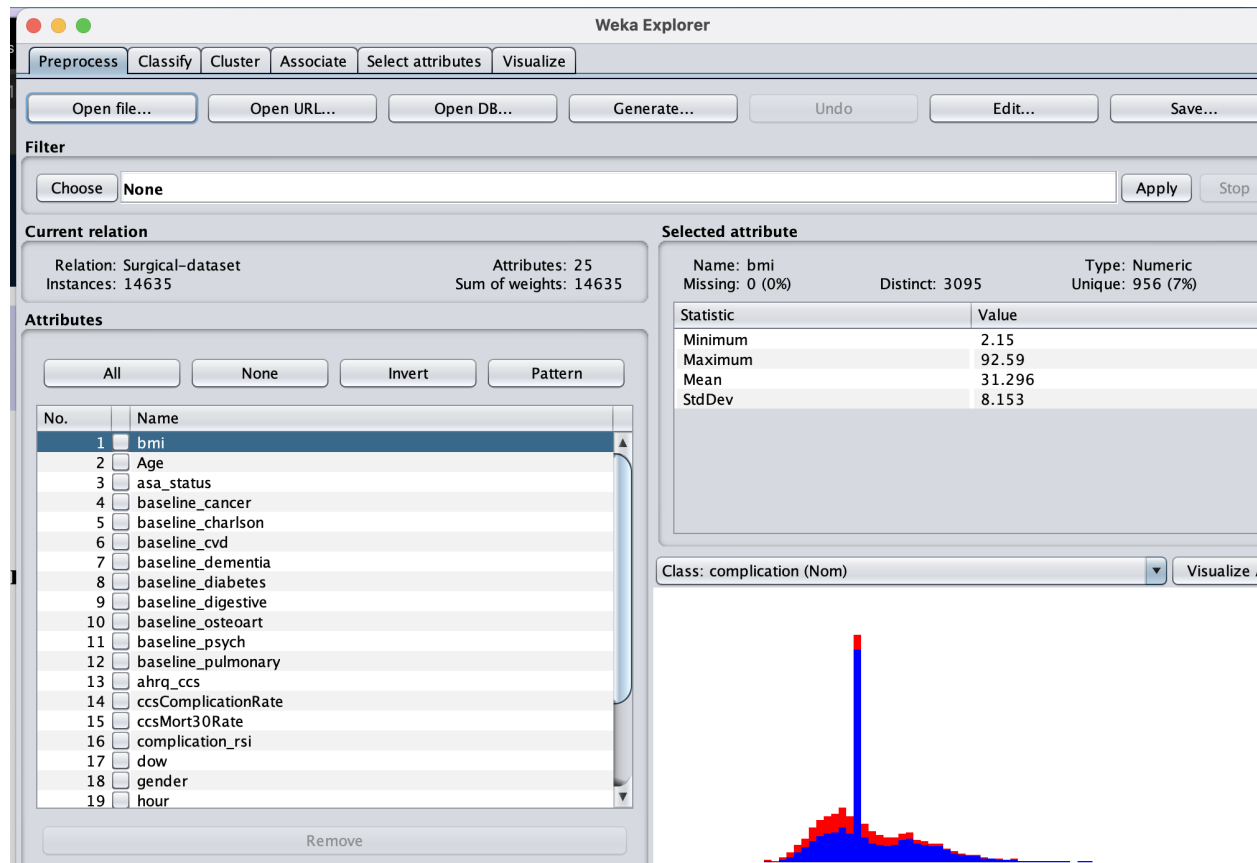 Weka Explorer
Preprocess Classify Cluster Associate Select attributes Visualize
Open file... Open URL... Open DB... Generate... Undo Edit... Save...
Filter
Choose None Apply Stop
Current relation
Relation: Surgical-dataset Attributes: 25
Instances: 14635 Sum of weights: 14635
Attributes
All None Invert Pattern
No. Name
1 bmi
2 Age
3 asa_status
4 baseline_cancer
5 baseline_charlson
6 baseline_cvd
7 baseline_dementia
8 baseline_diabetes
9 baseline_digestive
10 baseline_osteoart
11 baseline_psych
12 baseline_pulmonary
13 ahrq_ccs
14 ccsComplicationRate
15 ccsMort30Rate
16 complication_rsi
17 dow
18 gender
19 hour
Remove
Selected attribute
Name: bmi Type: Numeric
Missing: 0 (0%) Distinct: 3095 Unique: 956 (7%)
Statistic Value
Minimum 2.15
Maximum 92.59
Mean 31.296
StdDev 8.153
Class: complication (Nom) Visualize